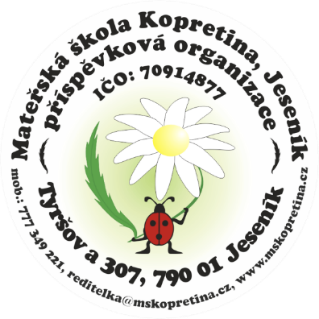 Mateřská škola Kopretina, Jeseník
příspěvková organizace
IČO: 70914877
Tyršov a 307, 790 01 Jeseník
mob.: 777 349 221, reditelka@mskopretina.cz, www.mskopretina.cz